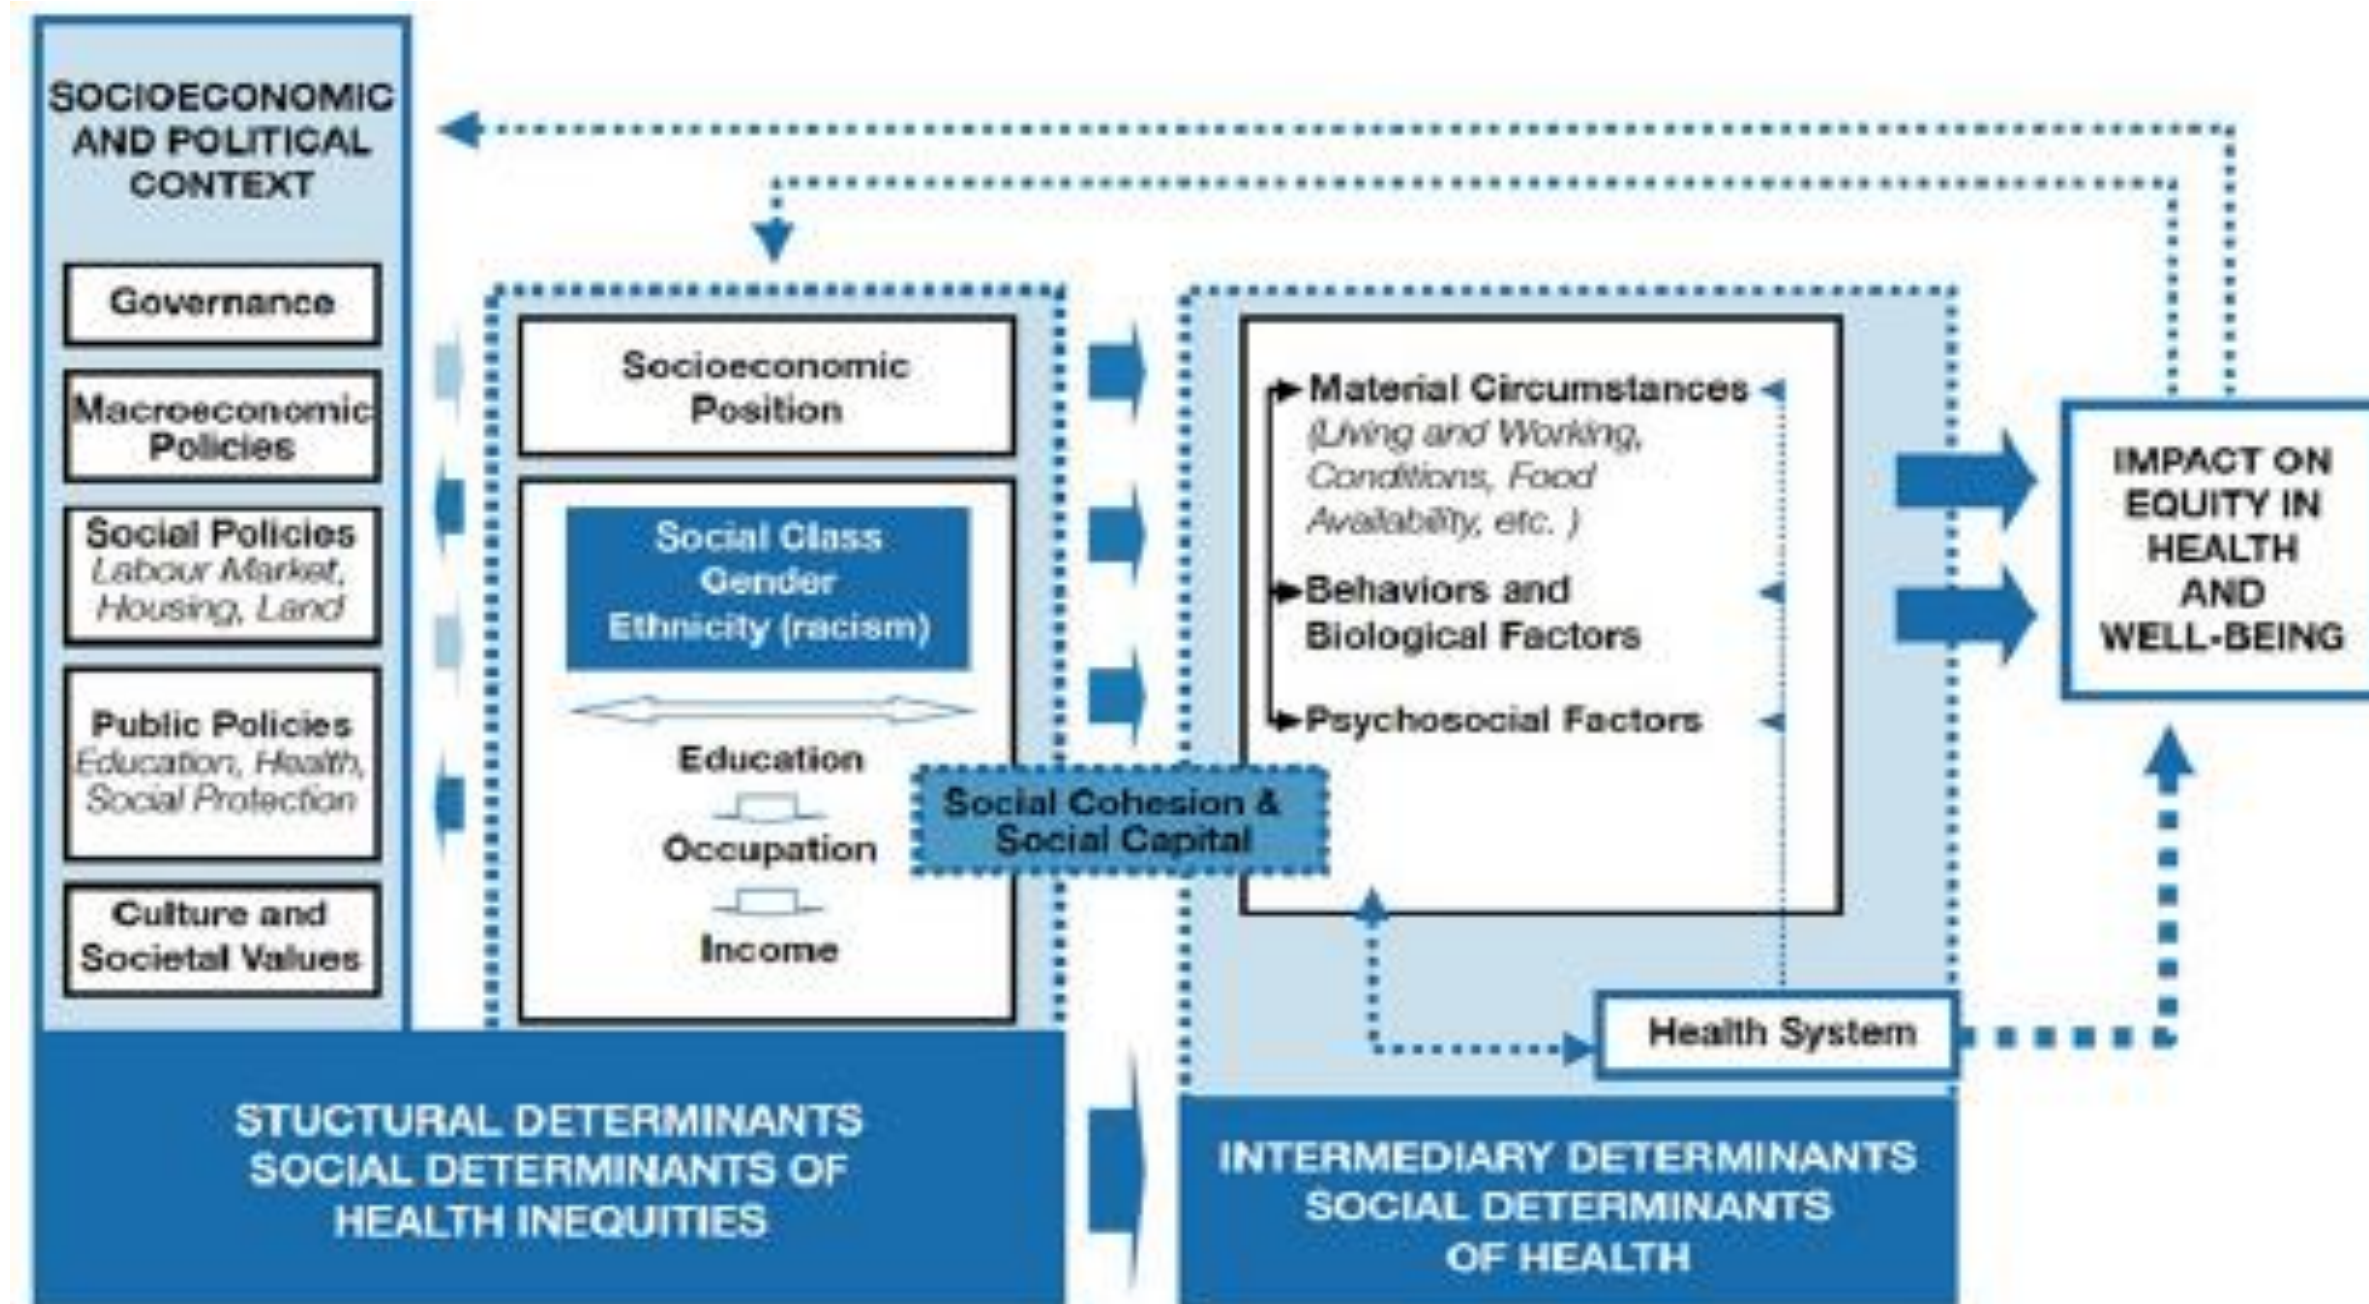 SOCIOECONOMIC
AND POLITICAL
CONTEXT
Governance
Macroeconomic
Policies
Social Policies
Labour Market,
Housing, Land
Public Policies
Education, Health,
Social Protection
Culture and
Societal Values
Socioeconomic
Position
Social Class
Gender
Ethnicity (racism)
Education
Occupation
Income
Social Cohesion &
Social Capital
Material Circumstances
(Living and Working,
Conditions, Food
Availability, etc. )
Behaviors and
Biological Factors
Psychosocial Factors
Health System
IMPACT ON
EQUITY IN
HEALTH
AND
WELL-BEING
STUCTURAL DETERMINANTS
SOCIAL DETERMINANTS OF
HEALTH INEQUITIES
INTERMEDIARY DETERMINANTS
SOCIAL DETERMINANTS
OF HEALTH